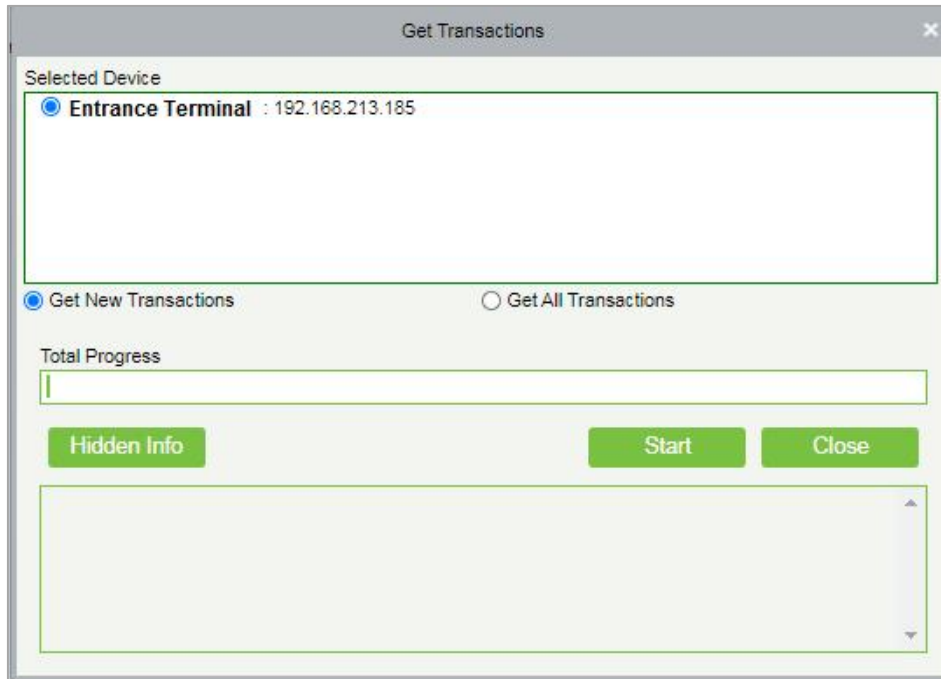 Get Transactions
Selected Device
Entrance Terminal : 192.168.213.185
Get New Transactions Get All Transactions
Total Progress
Hidden Info Start Close